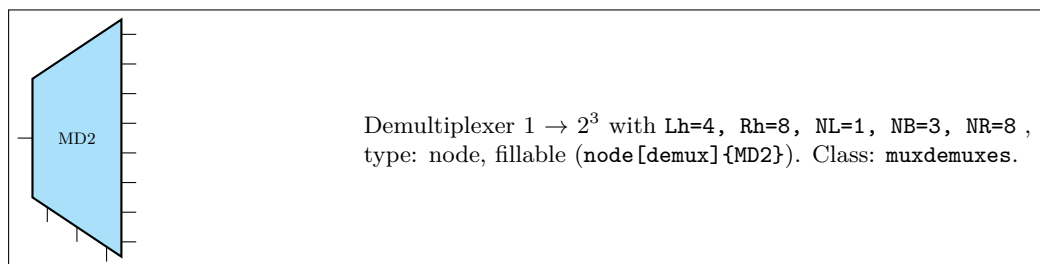 MD2
Demultiplexer 1 → 2³ with Lh=4, Rh=8, NL=1, NB=3, NR=8 ,
type: node, fillable (node[demux]{MD2}). Class: muxdemuxes.